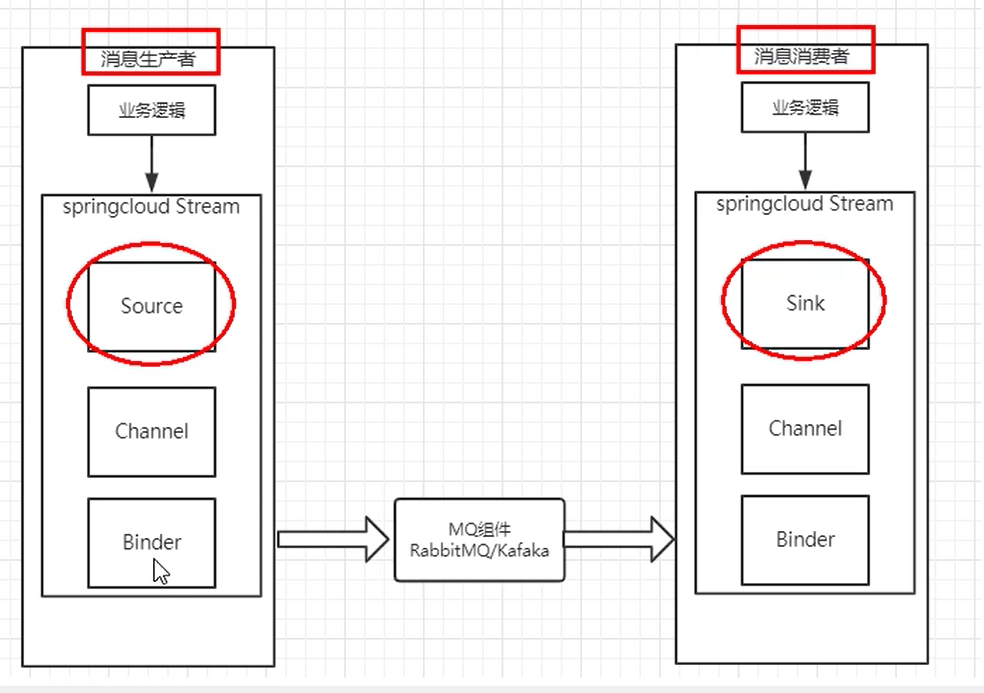 消息生产者
业务逻辑
springcloud Stream
Source
Channel
Binder
MQ组件
RabbitMQ/Kafaka
消息消费者
业务逻辑
springcloud Stream
Sink
Channel
Binder